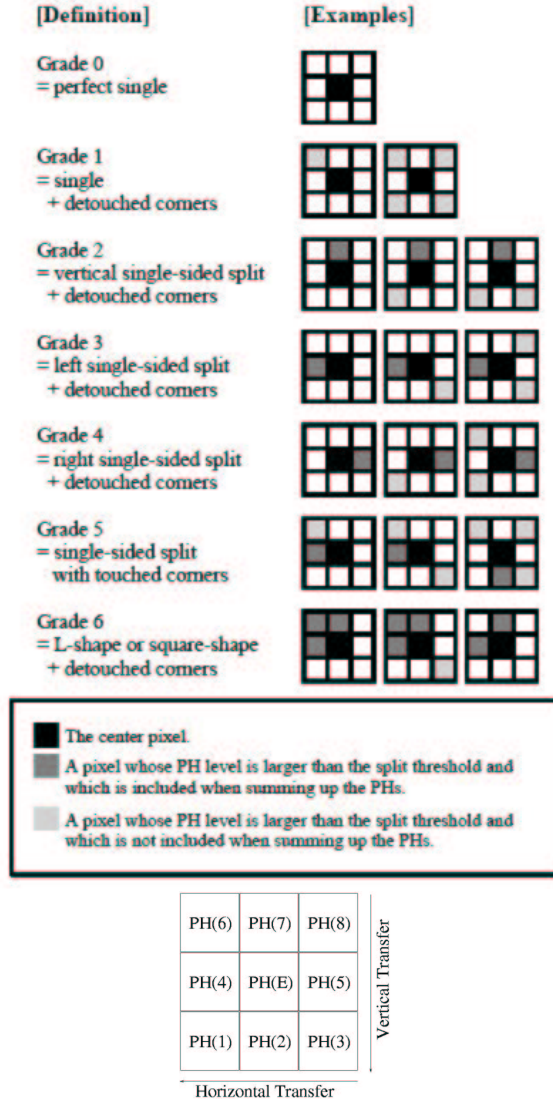 [Definition] [Examples]
Grade 0
= perfect single
Grade 1
= single
+ detouched corners
Grade 2
= vertical single-sided split
+ detouched corners
Grade 3
= left single-sided split
+ detouched corners
Grade 4
= right single-sided split
+ detouched corners
Grade 5
= single-sided split
with touched corners
Grade 6
= L-shape or square-shape
+ detouched corners
The center pixel.
A pixel whose PH level is larger than the split threshold and
which is included when summing up the PHs.
A pixel whose PH level is larger than the split threshold and
which is not included when summing up the PHs.
PH(6) PH(7) PH(8)
PH(4) PH(E) PH(5)
PH(1) PH(2) PH(3)
Vertical Transfer
Horizontal Transfer